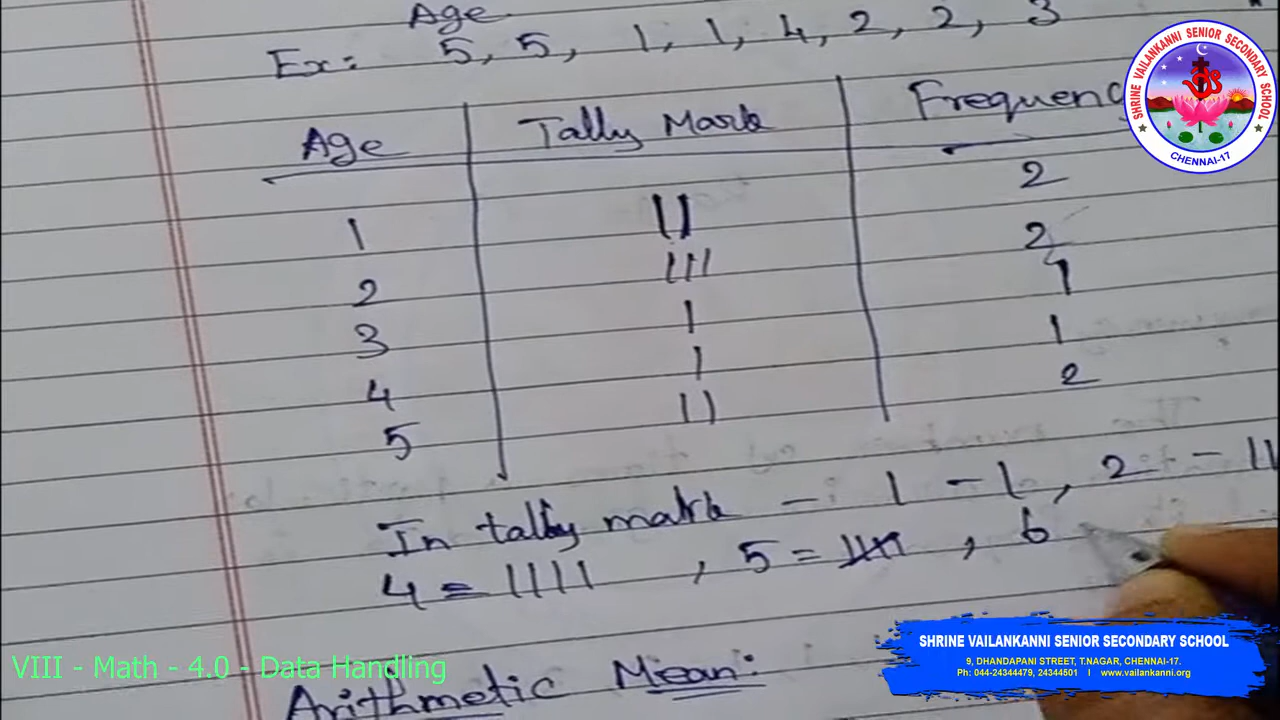 Age
Ex: 5, 5, 1, 1, 4, 2, 2, 3
Age Tally Mark Frequenc
1 || 2
2 ||| 2
3 | 1
4 | 1
5 || 2
In tally mark - 1 - |, 2 - ||
4 = ||||, 5 = 卌, 6
Arithmetic Mean:
SHRINE VAILANKANNI SENIOR SECONDARY SCHOOL
CHENNAI-17
VIII - Math - 4.0 - Data Handling
SHRINE VAILANKANNI SENIOR SECONDARY SCHOOL
9, DHANDAPANI STREET, T.NAGAR, CHENNAI-17.
Ph: 044-24344479, 24344501 I www.vailankanni.org